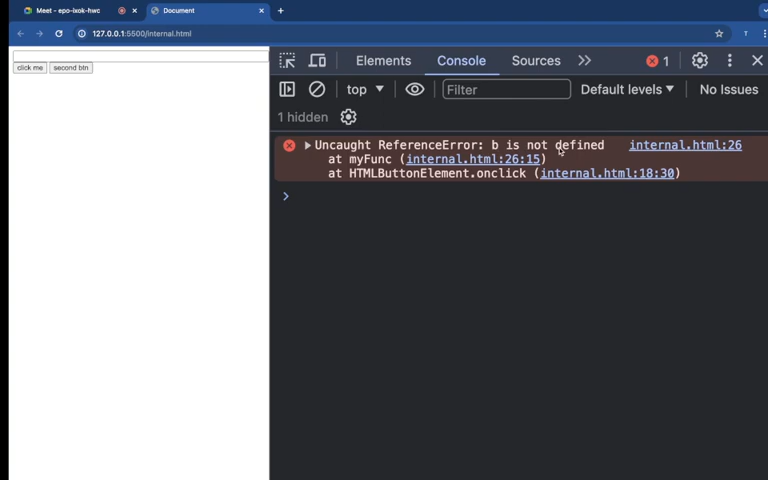 Meet - epo-ixok-hwc
Document
127.0.0.1:5500/internal.html
T
click me
second btn
Elements
Console
Sources
1
top
Filter
Default levels
No Issues
1 hidden
Uncaught ReferenceError: b is not defined internal.html:26
at myFunc (internal.html:26:15)
at HTMLButtonElement.onclick (internal.html:18:30)